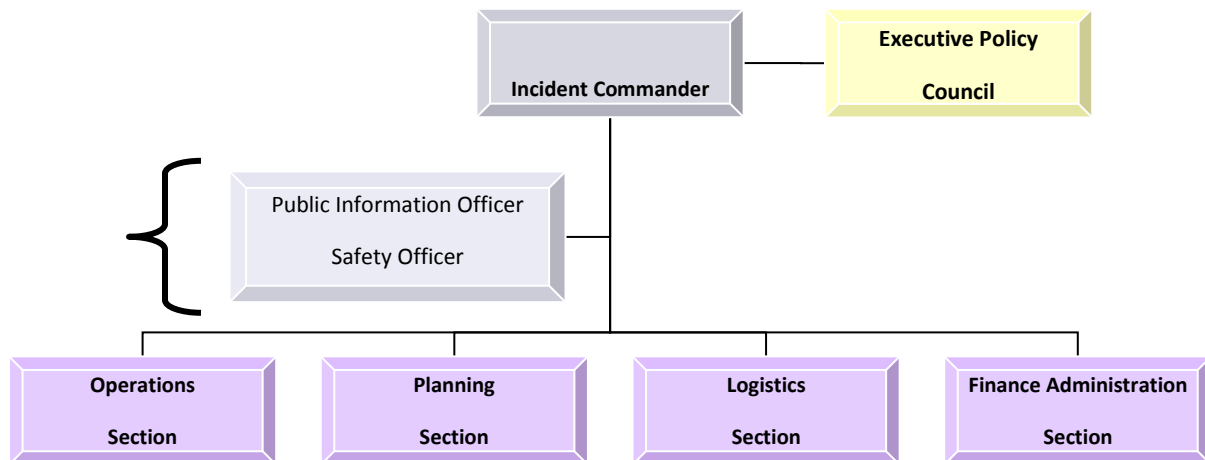 Executive Policy
Council
Incident Commander
Public Information Officer
Safety Officer
Operations
Section
Planning
Section
Logistics
Section
Finance Administration
Section